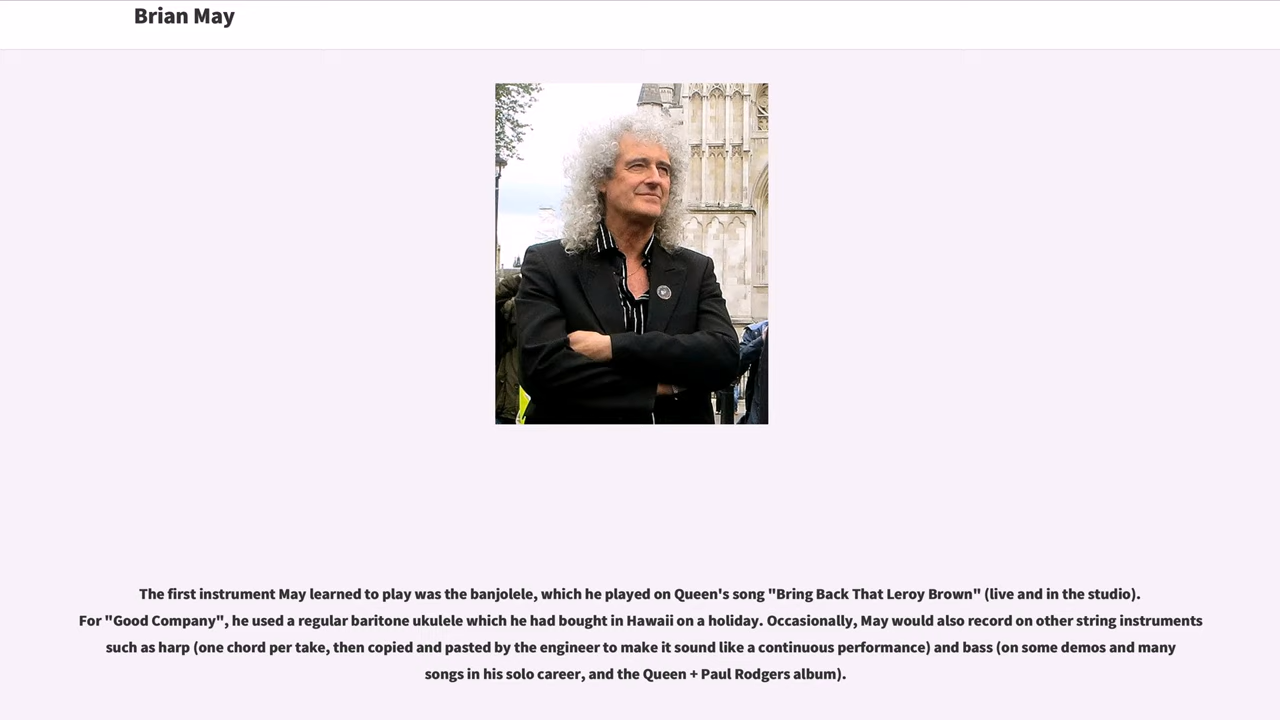 Brian May
The first instrument May learned to play was the banjolele, which he played on Queen's song "Bring Back That Leroy Brown" (live and in the studio).
For "Good Company", he used a regular baritone ukulele which he had bought in Hawaii on a holiday. Occasionally, May would also record on other string instruments
such as harp (one chord per take, then copied and pasted by the engineer to make it sound like a continuous performance) and bass (on some demos and many
songs in his solo career, and the Queen + Paul Rodgers album).